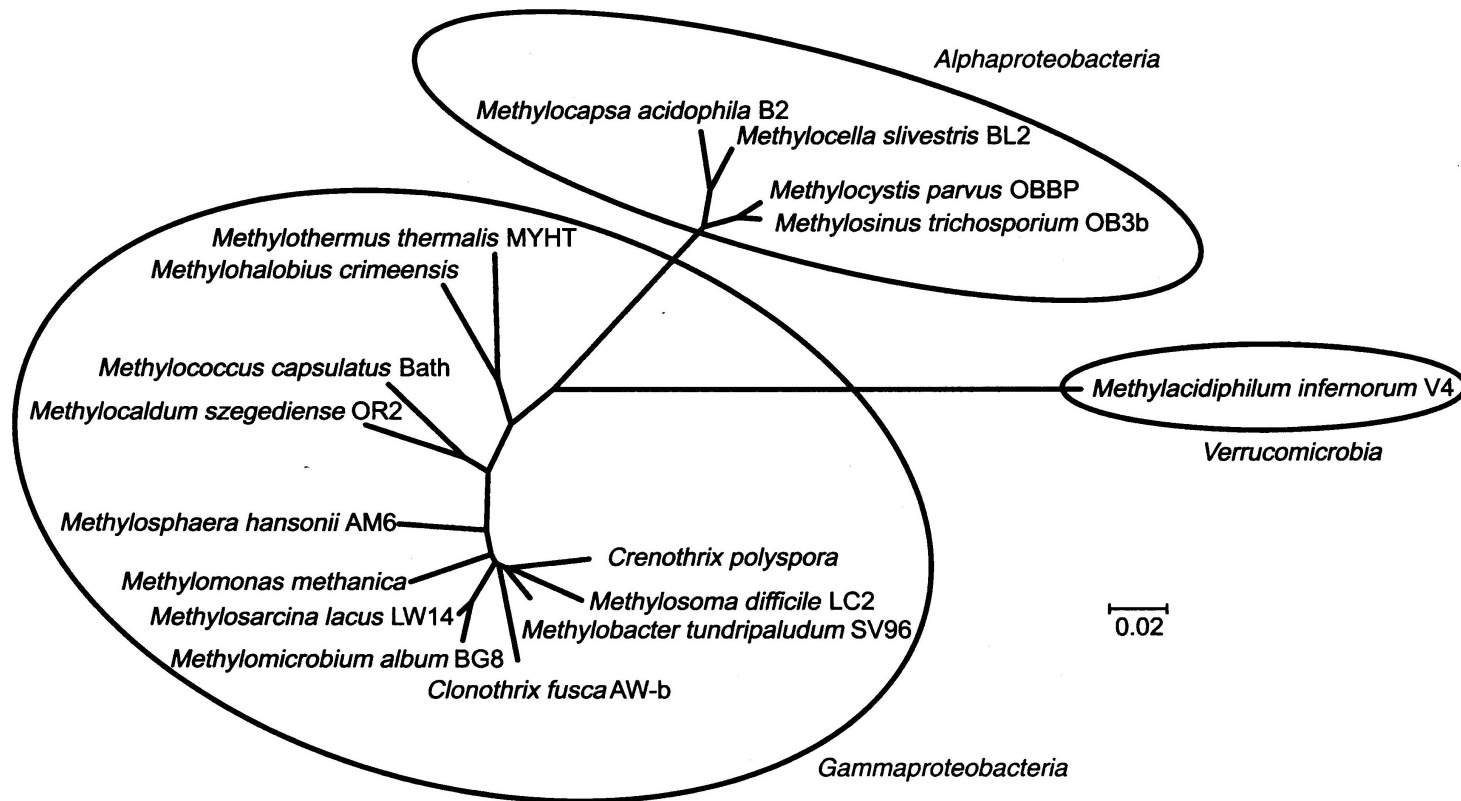 Alphaproteobacteria
Methylocapsa acidophila B2
Methylocella slivestris BL2
Methylocystis parvus OBBP
Methylosinus trichosporium OB3b
Methylothermus thermalis MYHT
Methylohalobius crimeensis
Methylococcus capsulatus Bath
Methylocaldum szegediense OR2
Methylacidiphilum infernorum V4
Verrucomicrobia
Methylosphaera hansonii AM6
Crenothrix polyspora
Methylomonas methanica
Methylosoma difficile LC2
Methylosarcina lacus LW14
Methylobacter tundripaludum SV96
0.02
Methylomicrobium album BG8
Clonothrix fusca AW-b
Gammaproteobacteria